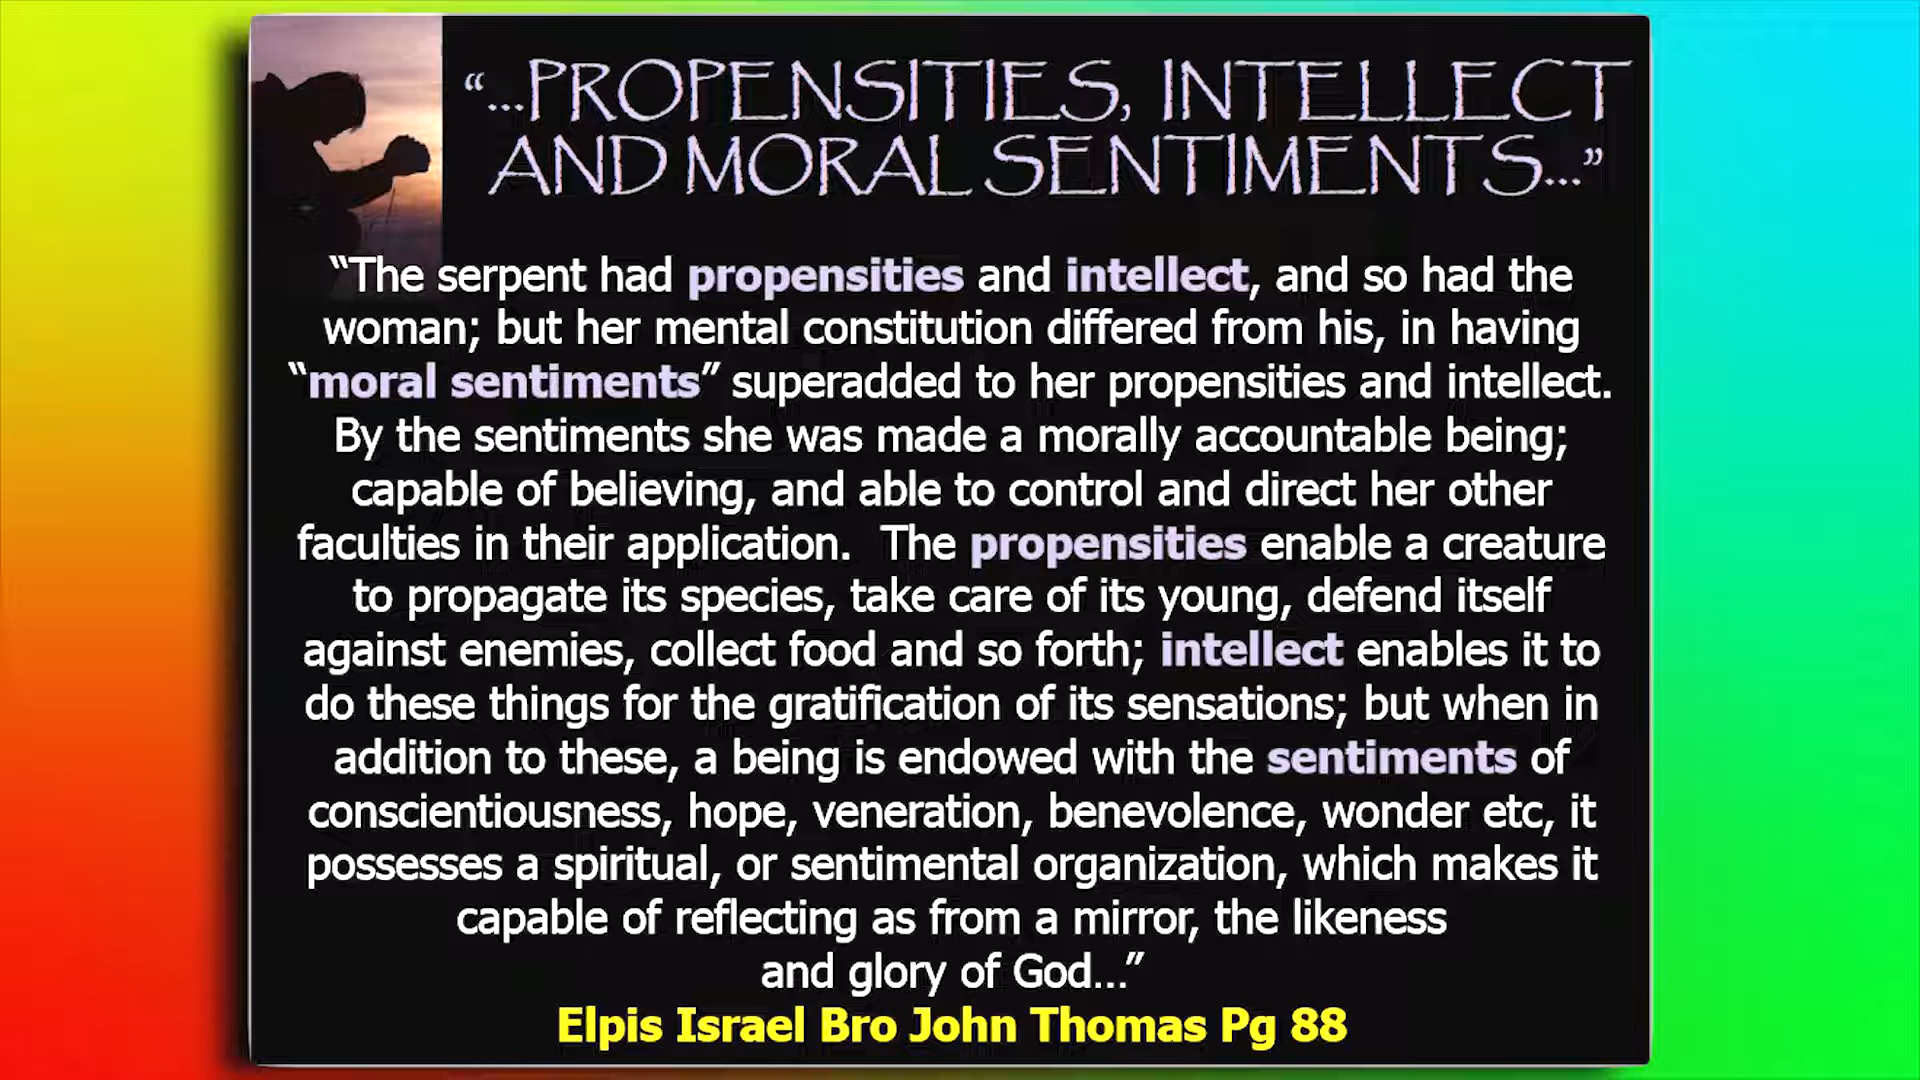 “...PROPENSITIES, INTELLECT
AND MORAL SENTIMENTS...”
“The serpent had propensities and intellect, and so had the
woman; but her mental constitution differed from his, in having
“moral sentiments” superadded to her propensities and intellect.
By the sentiments she was made a morally accountable being;
capable of believing, and able to control and direct her other
faculties in their application.  The propensities enable a creature
to propagate its species, take care of its young, defend itself
against enemies, collect food and so forth; intellect enables it to
do these things for the gratification of its sensations; but when in
addition to these, a being is endowed with the sentiments of
conscientiousness, hope, veneration, benevolence, wonder etc, it
possesses a spiritual, or sentimental organization, which makes it
capable of reflecting as from a mirror, the likeness
and glory of God...”
Elpis Israel Bro John Thomas Pg 88